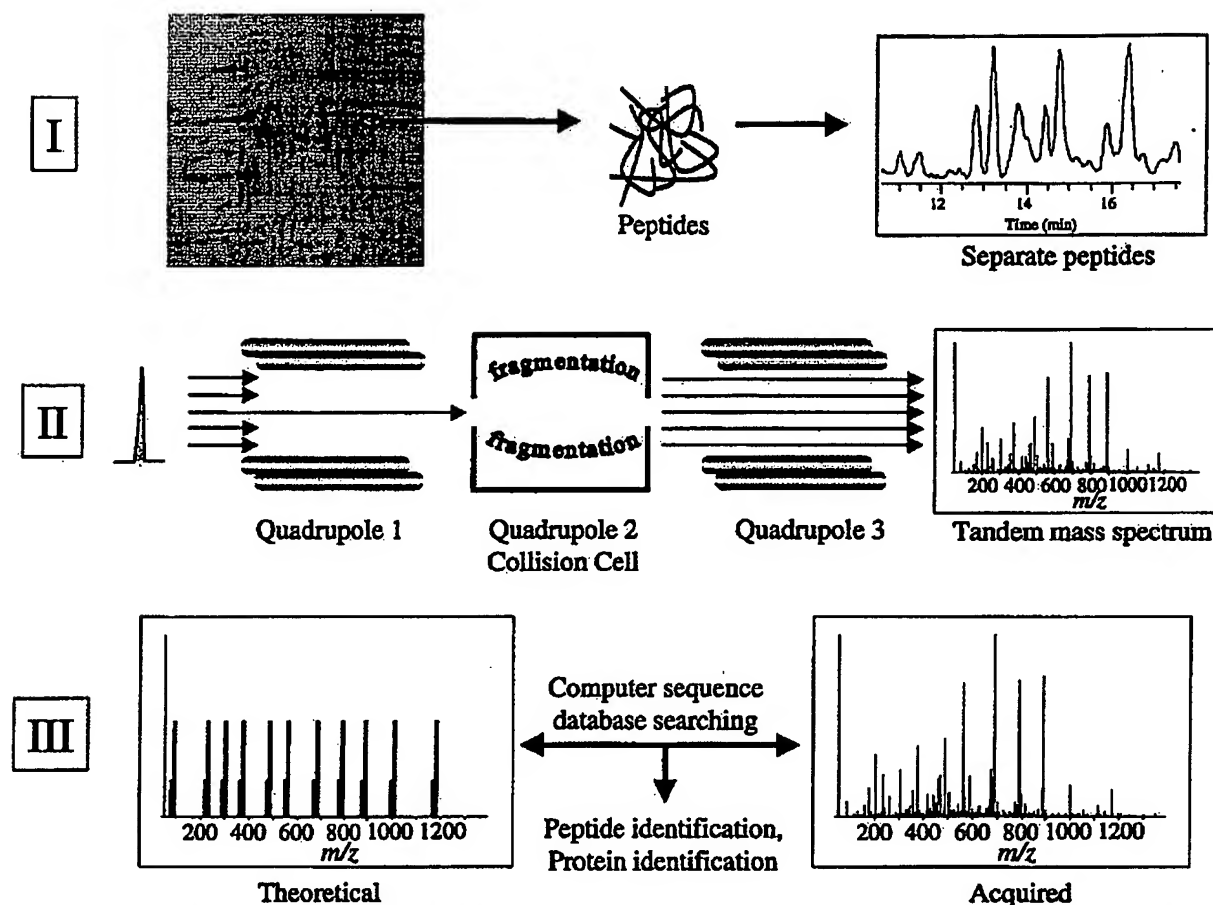 I
Peptides
12 14 16
Time (min)
Separate peptides
II
fragmentation
fragmentation
200 400 600 800 1000 1200
m/z
Quadrupole 1
Quadrupole 2
Collision Cell
Quadrupole 3
Tandem mass spectrum
III
Computer sequence
database searching
Peptide identification,
Protein identification
200 400 600 800 1000 1200
m/z
Theoretical
200 400 600 800 1000 1200
m/z
Acquired